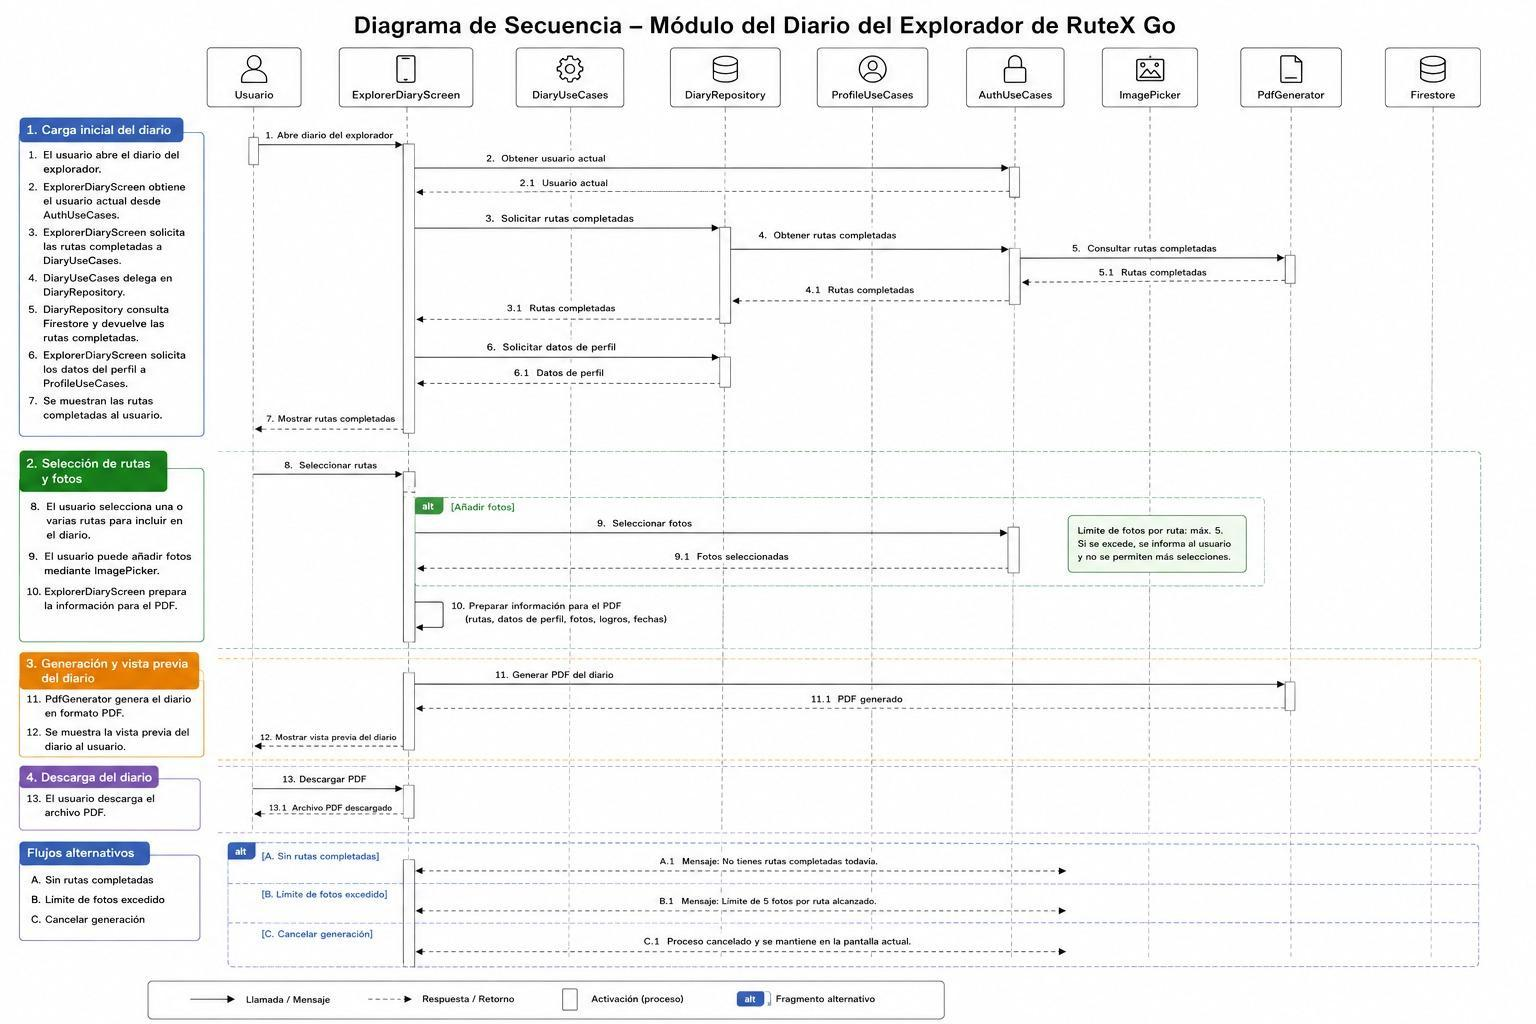 Diagrama de Secuencia – Módulo del Diario del Explorador de RuteX Go
Usuario
ExplorerDiaryScreen
DiaryUseCases
DiaryRepository
ProfileUseCases
AuthUseCases
ImagePicker
PdfGenerator
Firestore
1. Carga inicial del diario
1. El usuario abre el diario del
explorador.
2. ExplorerDiaryScreen obtiene
el usuario actual desde
AuthUseCases.
3. ExplorerDiaryScreen solicita
las rutas completadas a
DiaryUseCases.
4. DiaryUseCases delega en
DiaryRepository.
5. DiaryRepository consulta
Firestore y devuelve las
rutas completadas.
6. ExplorerDiaryScreen solicita
los datos del perfil a
ProfileUseCases.
7. Se muestran las rutas
completadas al usuario.
1. Abre diario del explorador
2. Obtener usuario actual
2.1 Usuario actual
3. Solicitar rutas completadas
4. Obtener rutas completadas
5. Consultar rutas completadas
5.1 Rutas completadas
4.1 Rutas completadas
3.1 Rutas completadas
6. Solicitar datos de perfil
6.1 Datos de perfil
7. Mostrar rutas completadas
2. Selección de rutas
y fotos
8. El usuario selecciona una o
varias rutas para incluir en
el diario.
9. El usuario puede añadir fotos
mediante ImagePicker.
10. ExplorerDiaryScreen prepara
la información para el PDF.
8. Seleccionar rutas
alt [Añadir fotos]
9. Seleccionar fotos
9.1 Fotos seleccionadas
Límite de fotos por ruta: máx. 5.
Si se excede, se informa al usuario
y no se permiten más selecciones.
10. Preparar información para el PDF
(rutas, datos de perfil, fotos, logros, fechas)
3. Generación y vista previa
del diario
11. PdfGenerator genera el diario
en formato PDF.
12. Se muestra la vista previa del
diario al usuario.
11. Generar PDF del diario
11.1 PDF generado
12. Mostrar vista previa del diario
4. Descarga del diario
13. El usuario descarga el
archivo PDF.
13. Descargar PDF
13.1 Archivo PDF descargado
Flujos alternativos
A. Sin rutas completadas
B. Límite de fotos excedido
C. Cancelar generación
alt [A. Sin rutas completadas]
A.1 Mensaje: No tienes rutas completadas todavía.
[B. Límite de fotos excedido]
B.1 Mensaje: Límite de 5 fotos por ruta alcanzado.
[C. Cancelar generación]
C.1 Proceso cancelado y se mantiene en la pantalla actual.
Llamada / Mensaje
Respuesta / Retorno
Activación (proceso)
alt Fragmento alternativo